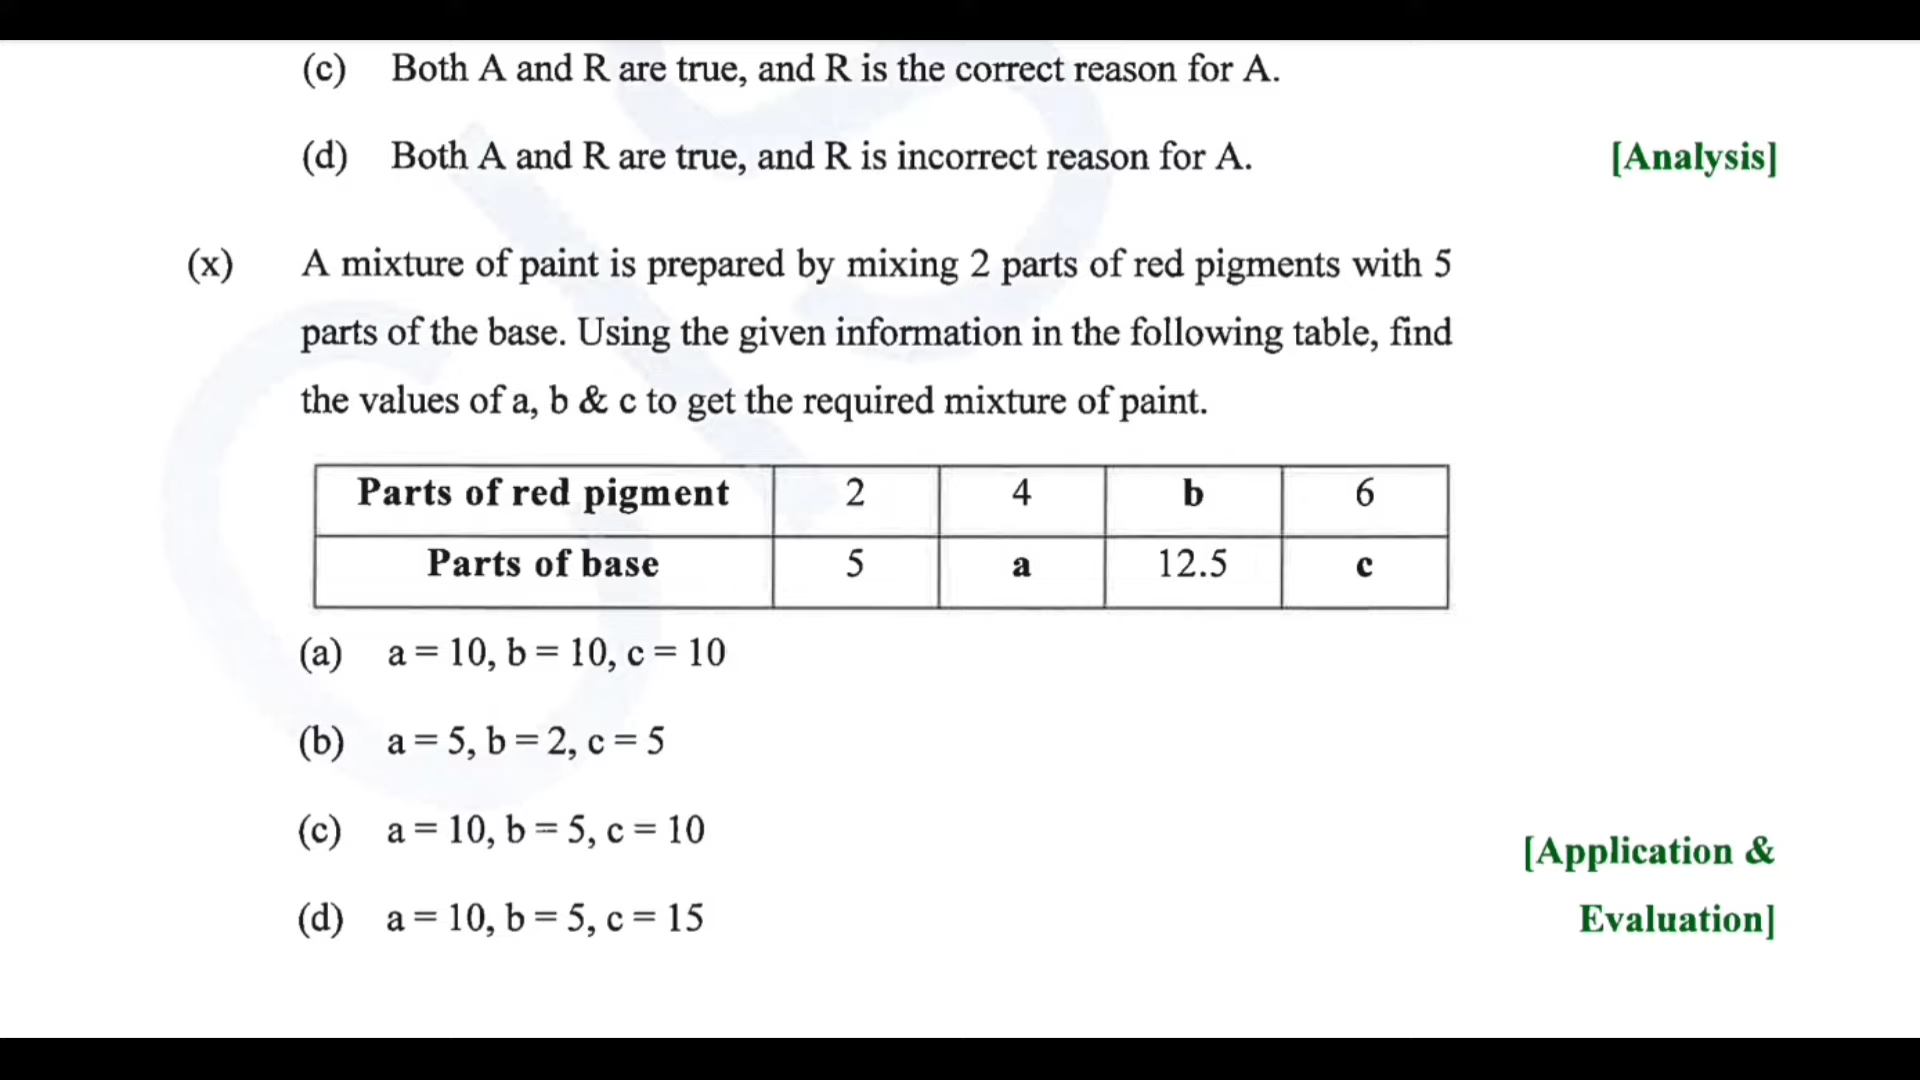 (c) Both A and R are true, and R is the correct reason for A.
(d) Both A and R are true, and R is incorrect reason for A. [Analysis]
(x) A mixture of paint is prepared by mixing 2 parts of red pigments with 5
parts of the base. Using the given information in the following table, find
the values of a, b & c to get the required mixture of paint.
Parts of red pigment 2 4 b 6
Parts of base 5 a 12.5 c
(a) a = 10, b = 10, c = 10
(b) a = 5, b = 2, c = 5
(c) a = 10, b = 5, c = 10
[Application &
(d) a = 10, b = 5, c = 15
Evaluation]